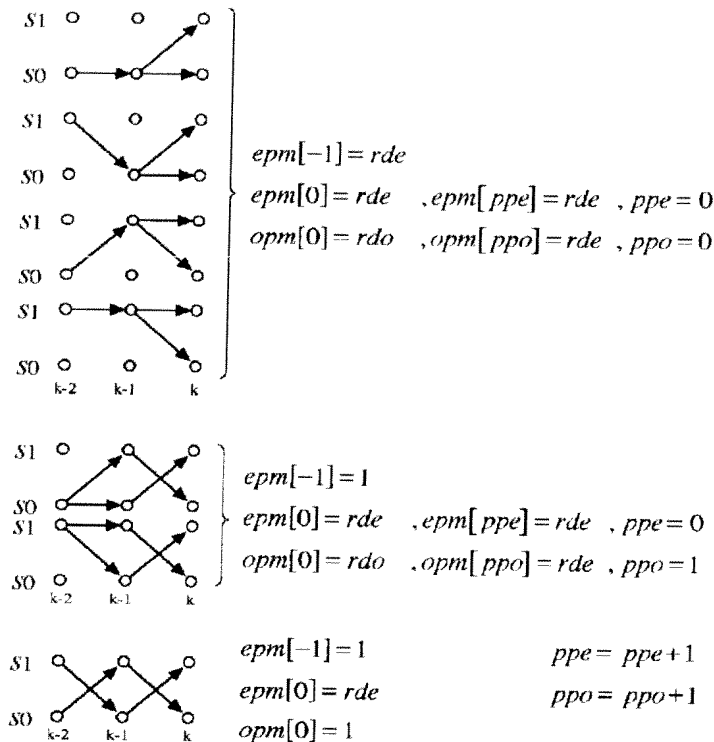 S1
S0
S1
S0
S1
S0
S1
S0
k-2 k-1 k
epm[−1]=rde
epm[0]=rde ,epm[ppe]=rde , ppe=0
opm[0]=rdo ,opm[ppo]=rde , ppo=0
S1
S0
S1
S0
k-2 k-1 k
epm[−1]=1
epm[0]=rde ,epm[ppe]=rde , ppe=0
opm[0]=rdo ,opm[ppo]=rde , ppo=1
S1
S0
k-2 k-1 k
epm[−1]=1 ppe= ppe+1
epm[0]=rde ppo= ppo+1
opm[0]=1